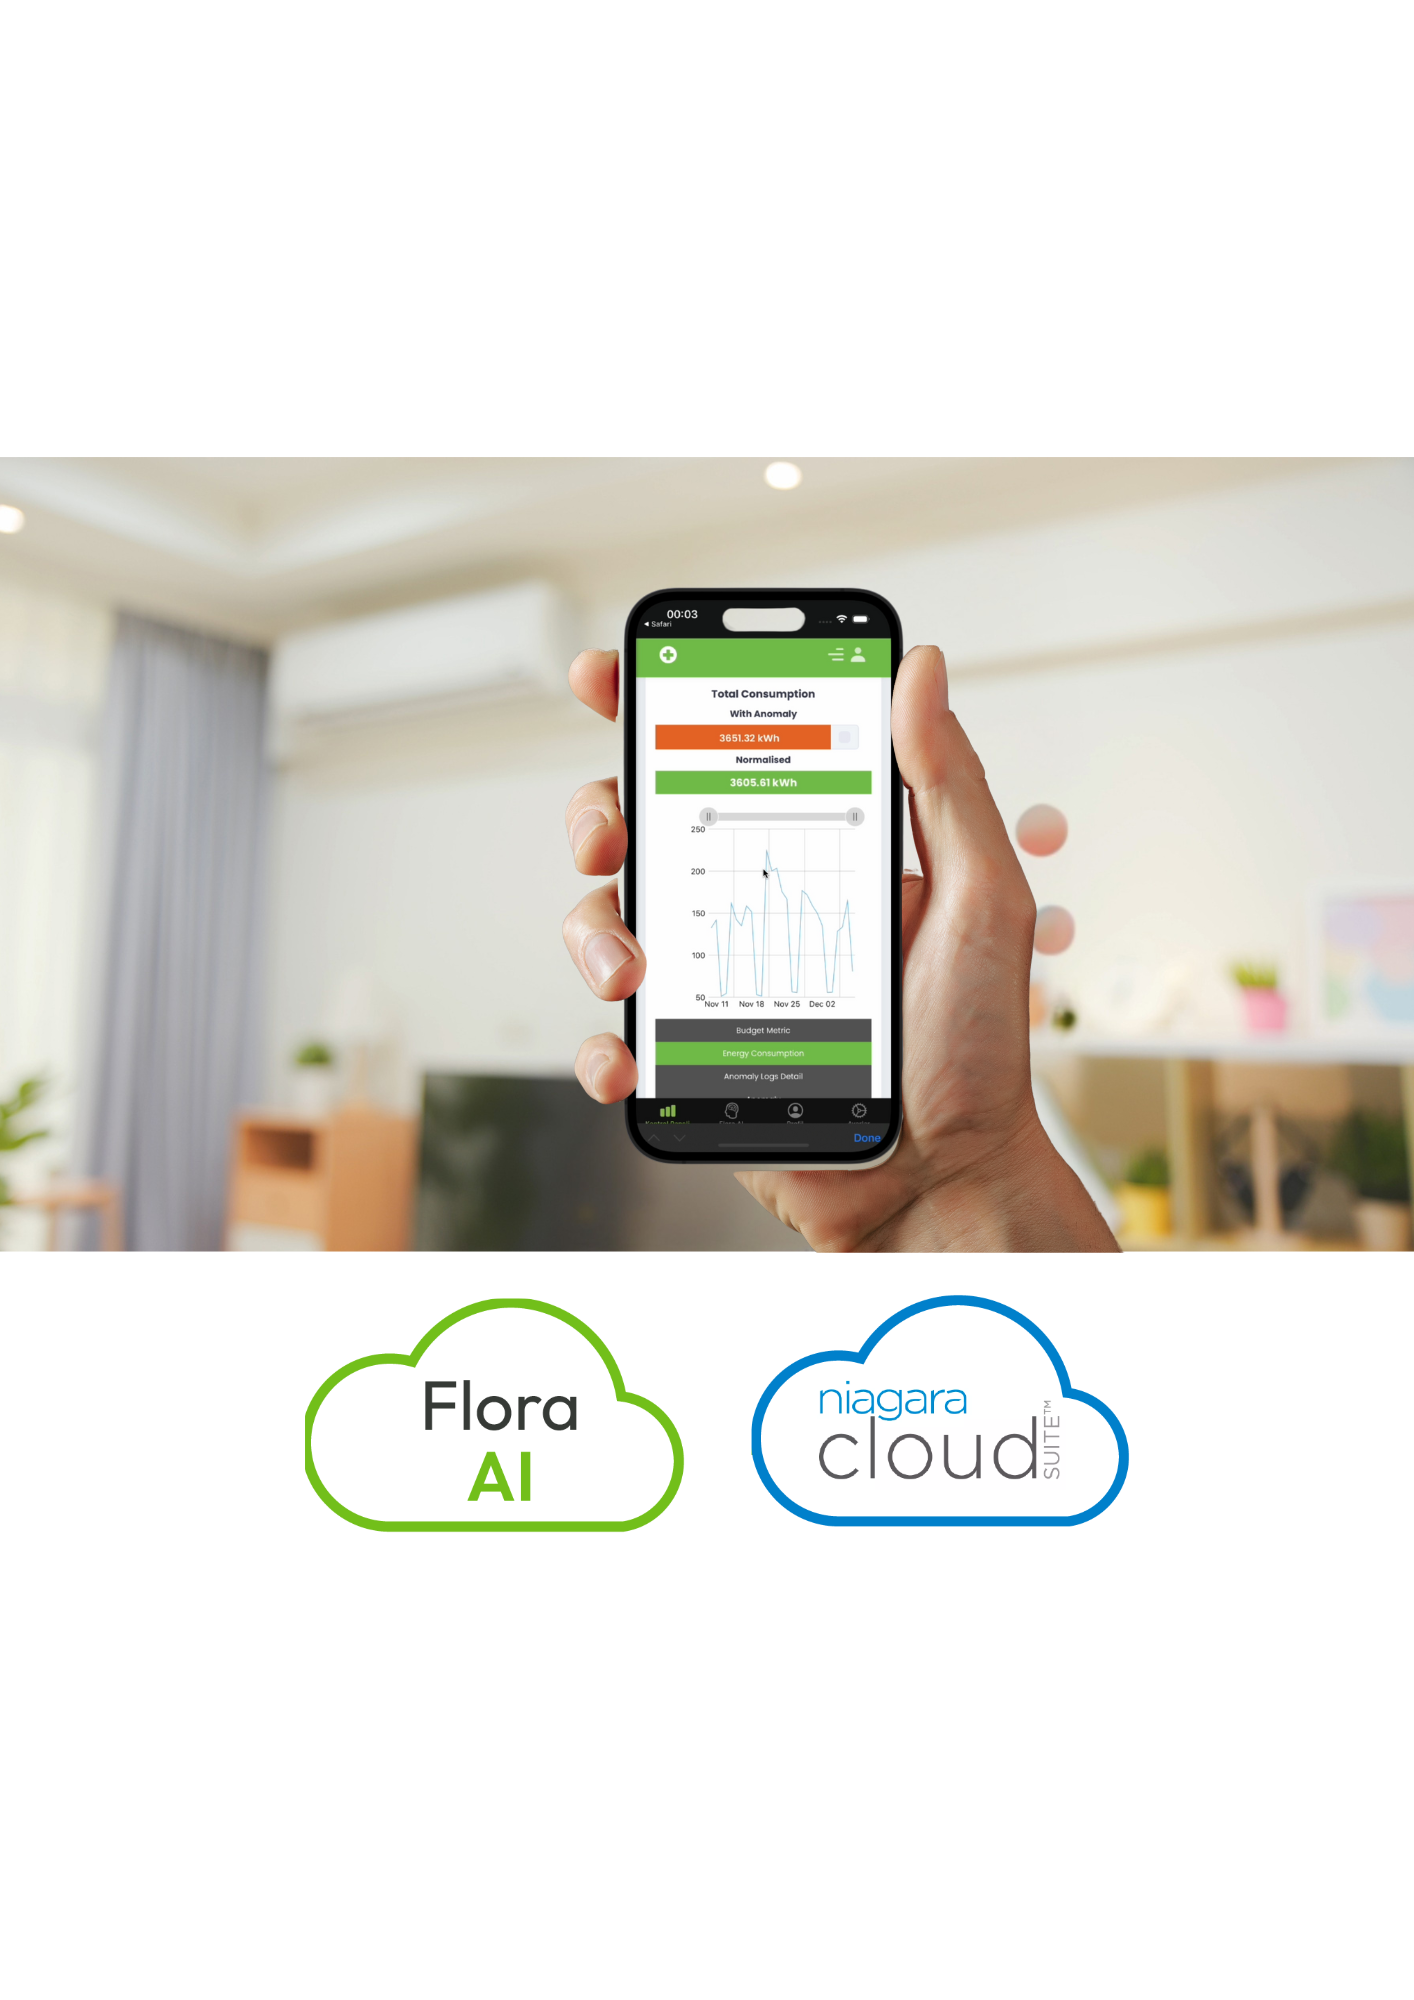 00:03
◀ Safari
Total Consumption
With Anomaly
3651.32 kWh
Normalised
3605.61 kWh
250
200
150
100
50
Nov 11 Nov 18 Nov 25 Dec 02
Budget Metric
Energy Consumption
Anomaly Logs Detail
Done
Flora
AI
niagara
cloud
SUITE™